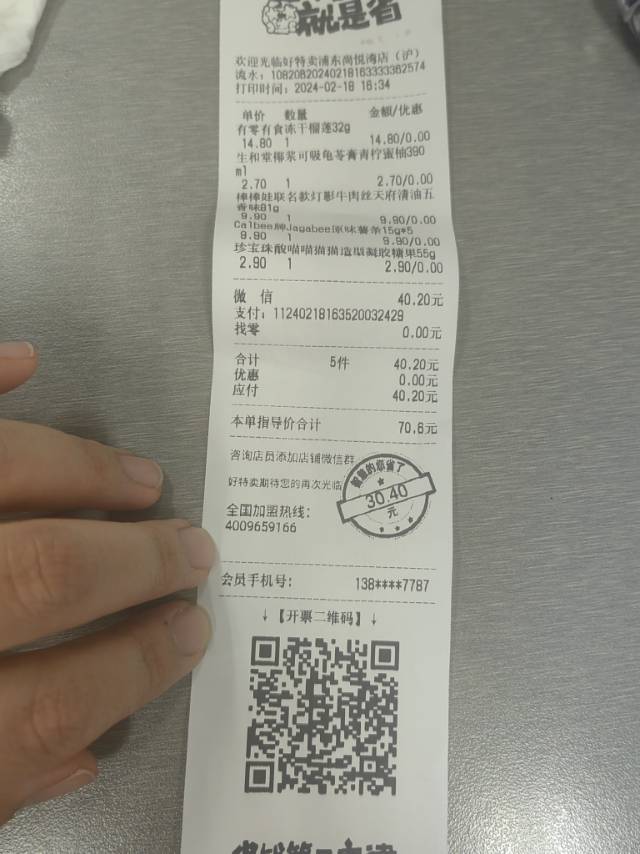 就是省
欢迎光临好特卖浦东尚悦湾店（沪）
流水：10820820240218163333362574
打印时间：2024-02-18 16:34
单价 数量 金额/优惠
有零有食冻干榴莲32g
14.80 1 14.80/0.00
生和堂椰浆可吸龟苓膏青柠蜜柚390
ml
2.70 1 2.70/0.00
棒棒娃联名款灯影牛肉丝天府清油五
香味81g
9.90 1 9.90/0.00
Calbee牌Jagabee原味薯条15g*5
9.90 1 9.90/0.00
珍宝珠酸喵喵猫猫造型凝胶糖果55g
2.90 1 2.90/0.00
微 信 40.20元
支付：11240218163520032429
找零 0.00元
合计 5件 40.20元
优惠 0.00元
应付 40.20元
本单指导价合计 70.6元
咨询店员添加店铺微信群
好特卖期待您的再次光临
全国加盟热线：
4009659166
能量的你省了
30.40
元
会员手机号： 138****7787
↓【开票二维码】↓